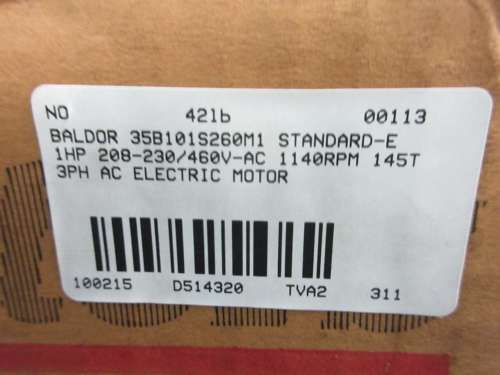 NO 42lb 00113
BALDOR 35B101S260M1 STANDARD-E
1HP 208-230/460V-AC 1140RPM 145T
3PH AC ELECTRIC MOTOR
100215 D514320 TVA2 311